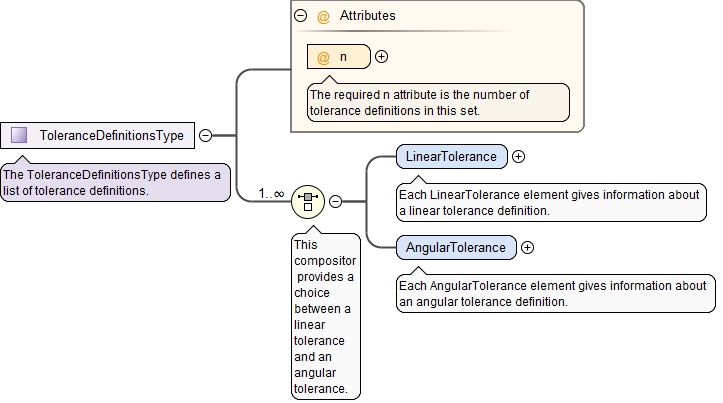 @ Attributes
@ n
The required n attribute is the number of
tolerance definitions in this set.
ToleranceDefinitionsType
The ToleranceDefinitionsType defines a
list of tolerance definitions.
1..∞
This
compositor
provides a
choice
between a
linear
tolerance
and an
angular
tolerance.
LinearTolerance
Each LinearTolerance element gives information about
a linear tolerance definition.
AngularTolerance
Each AngularTolerance element gives information about
an angular tolerance definition.